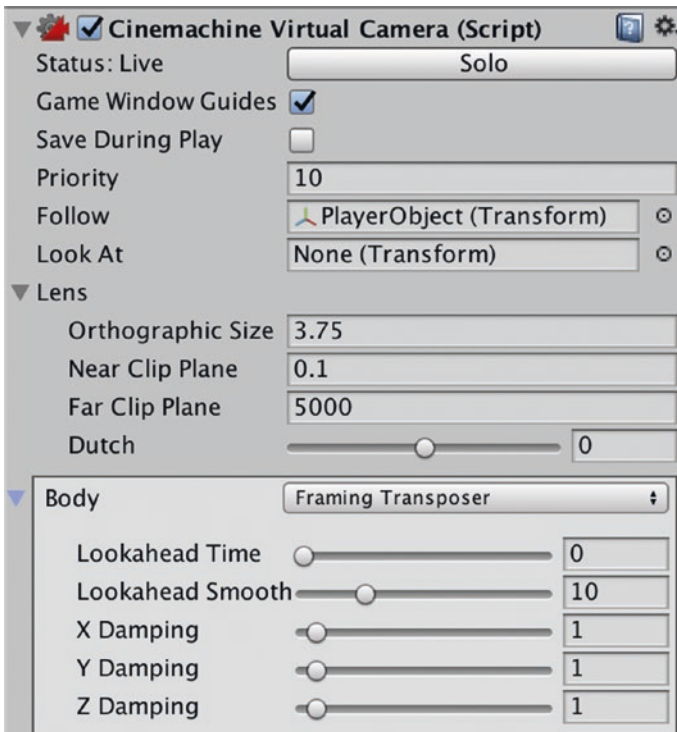 Cinemachine Virtual Camera (Script)
Status: Live Solo
Game Window Guides
Save During Play
Priority 10
Follow PlayerObject (Transform)
Look At None (Transform)
Lens
Orthographic Size 3.75
Near Clip Plane 0.1
Far Clip Plane 5000
Dutch 0
Body Framing Transposer
Lookahead Time 0
Lookahead Smooth 10
X Damping 1
Y Damping 1
Z Damping 1